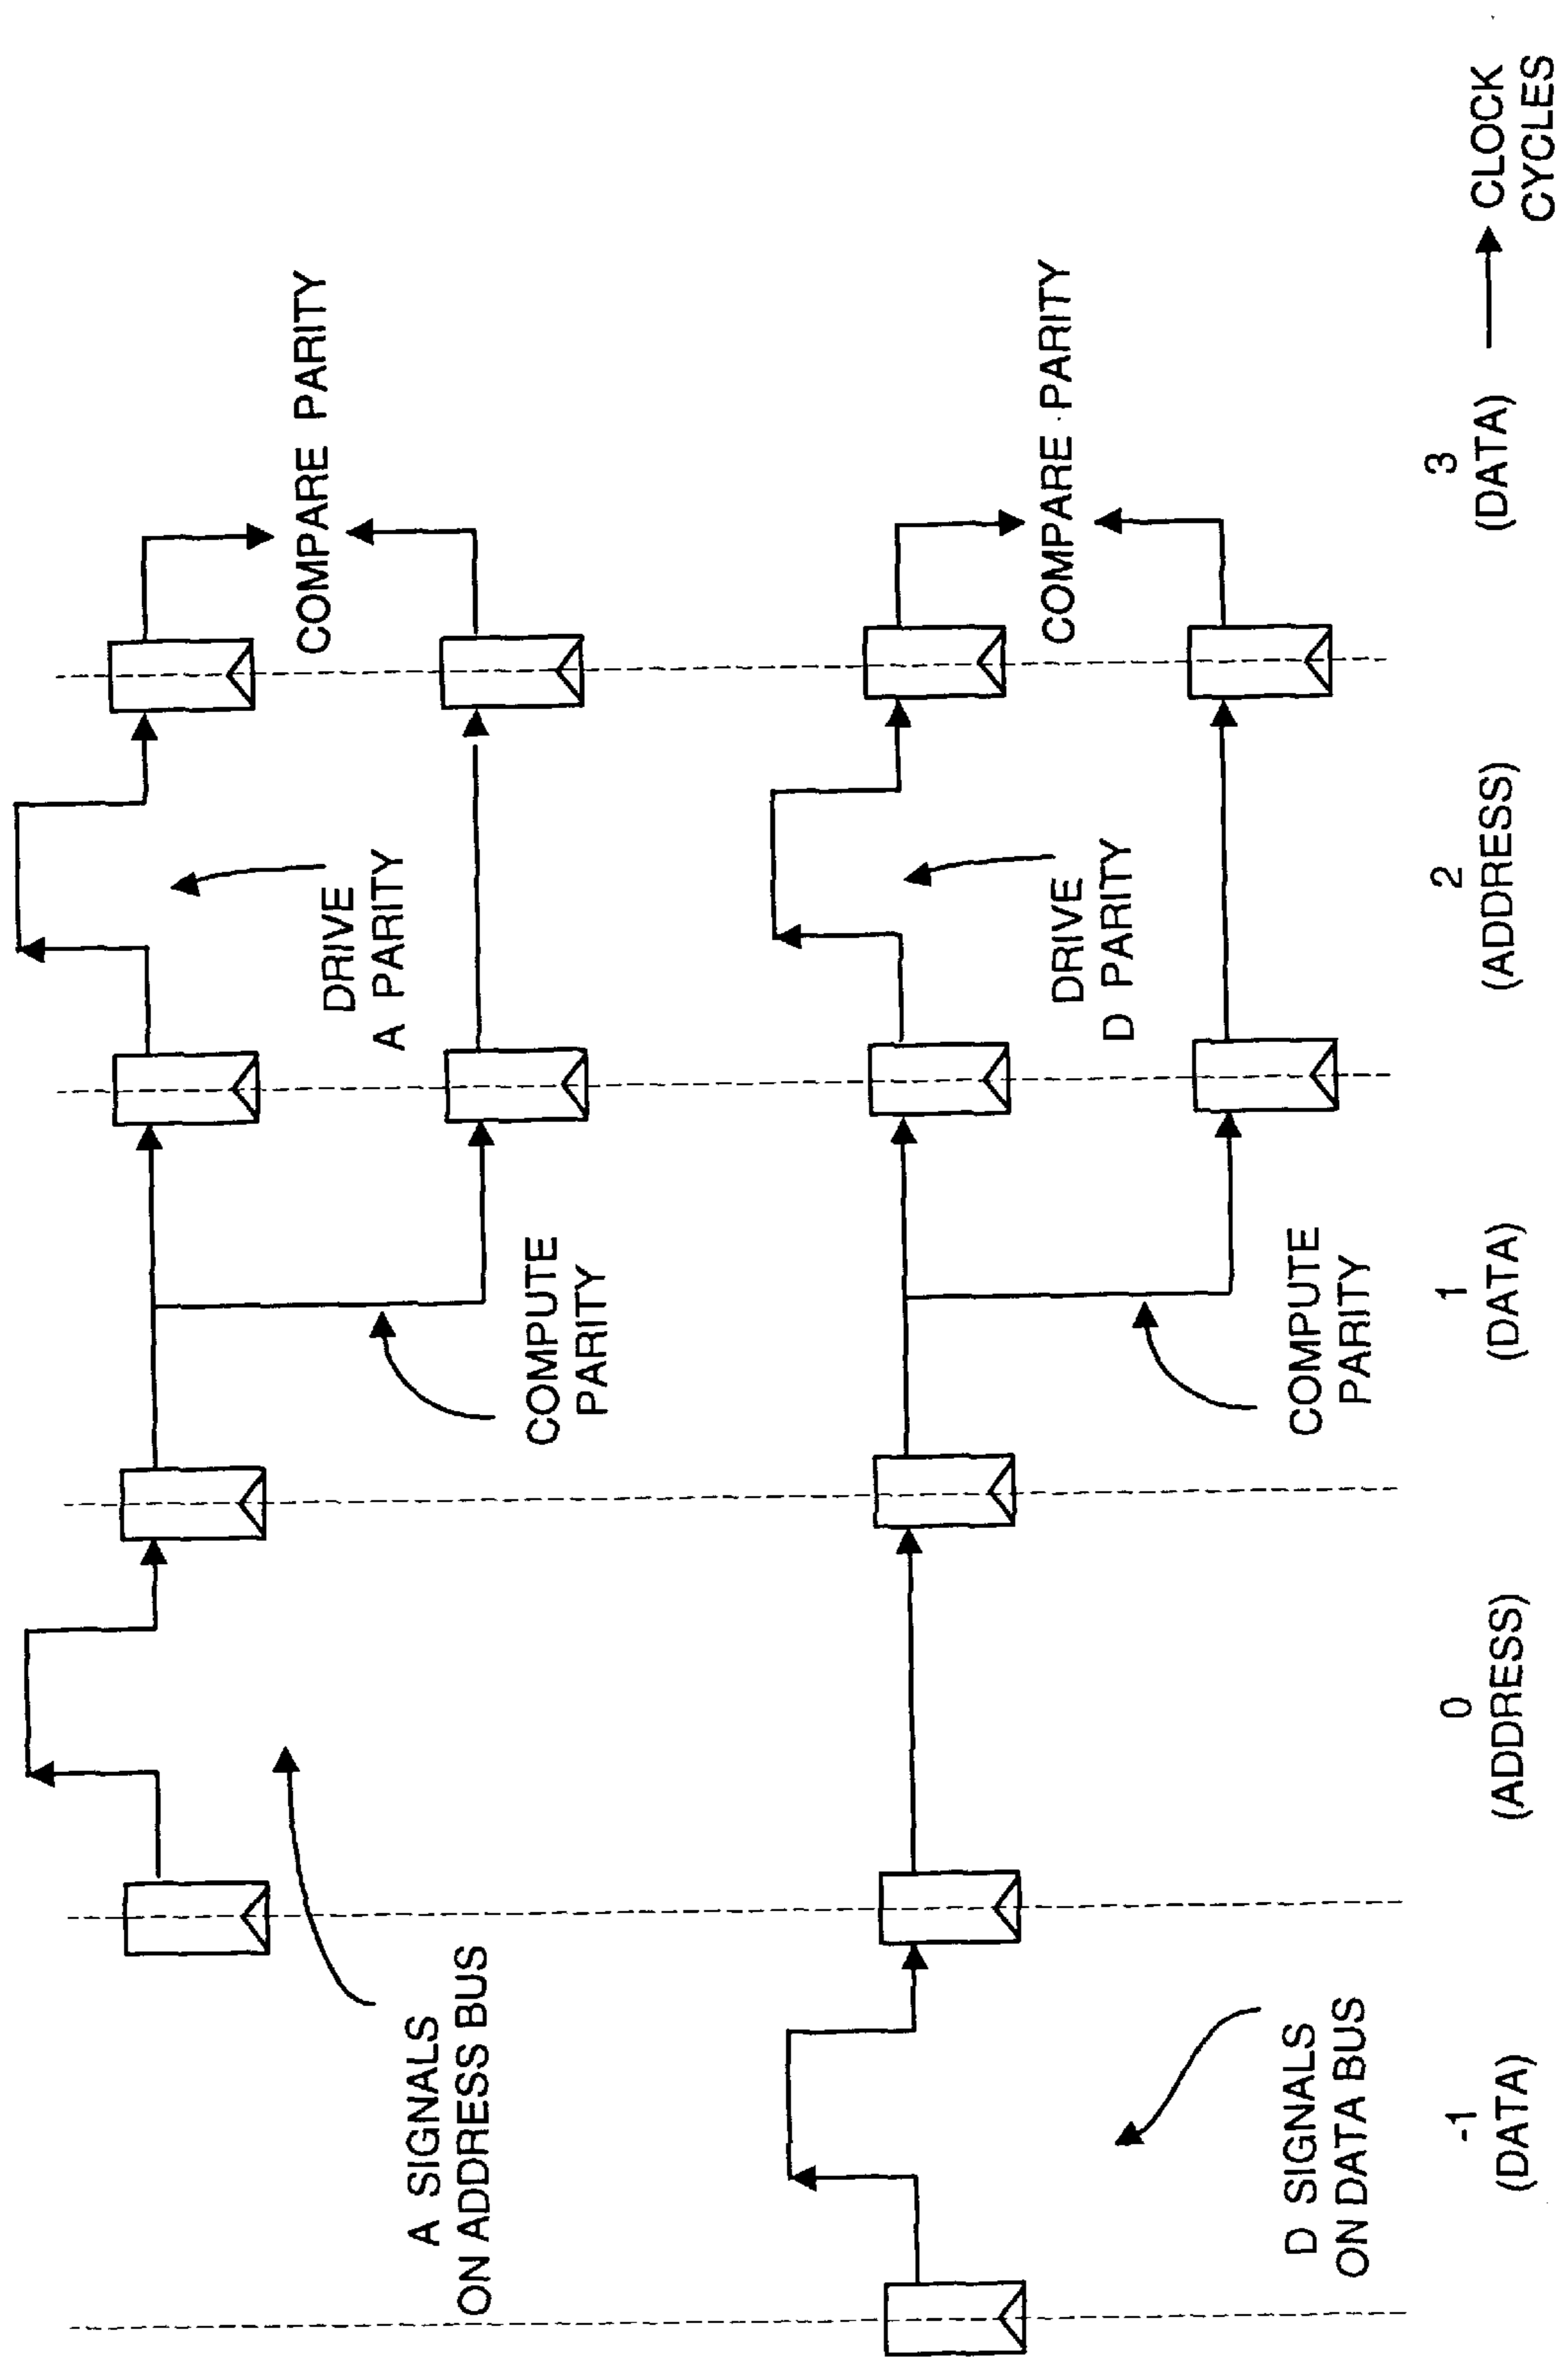 A SIGNALS
ON ADDRESS BUS
COMPUTE
PARITY
DRIVE
A PARITY
COMPARE PARITY
D SIGNALS
ON DATA BUS
COMPUTE
PARITY
DRIVE
D PARITY
COMPARE PARITY
-1
(DATA)
0
(ADDRESS)
1
(DATA)
2
(ADDRESS)
3
(DATA)
CLOCK
CYCLES